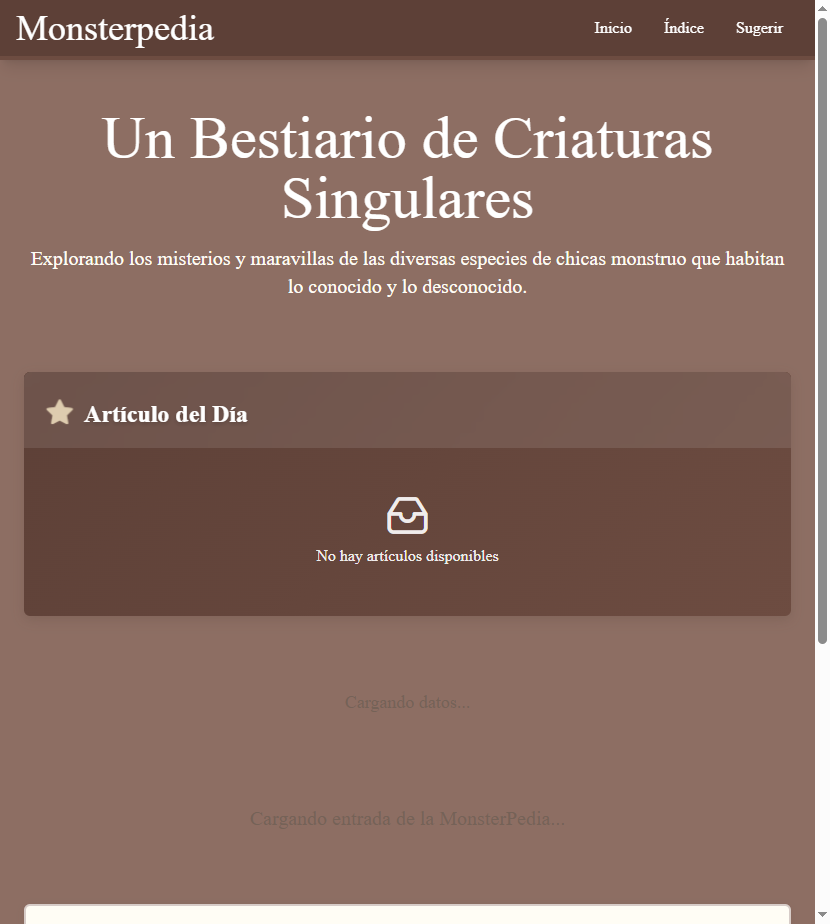 Monsterpedia
Inicio Índice Sugerir
Un Bestiario de Criaturas
Singulares
Explorando los misterios y maravillas de las diversas especies de chicas monstruo que habitan
lo conocido y lo desconocido.
Artículo del Día
No hay artículos disponibles
Cargando datos...
Cargando entrada de la MonsterPedia...